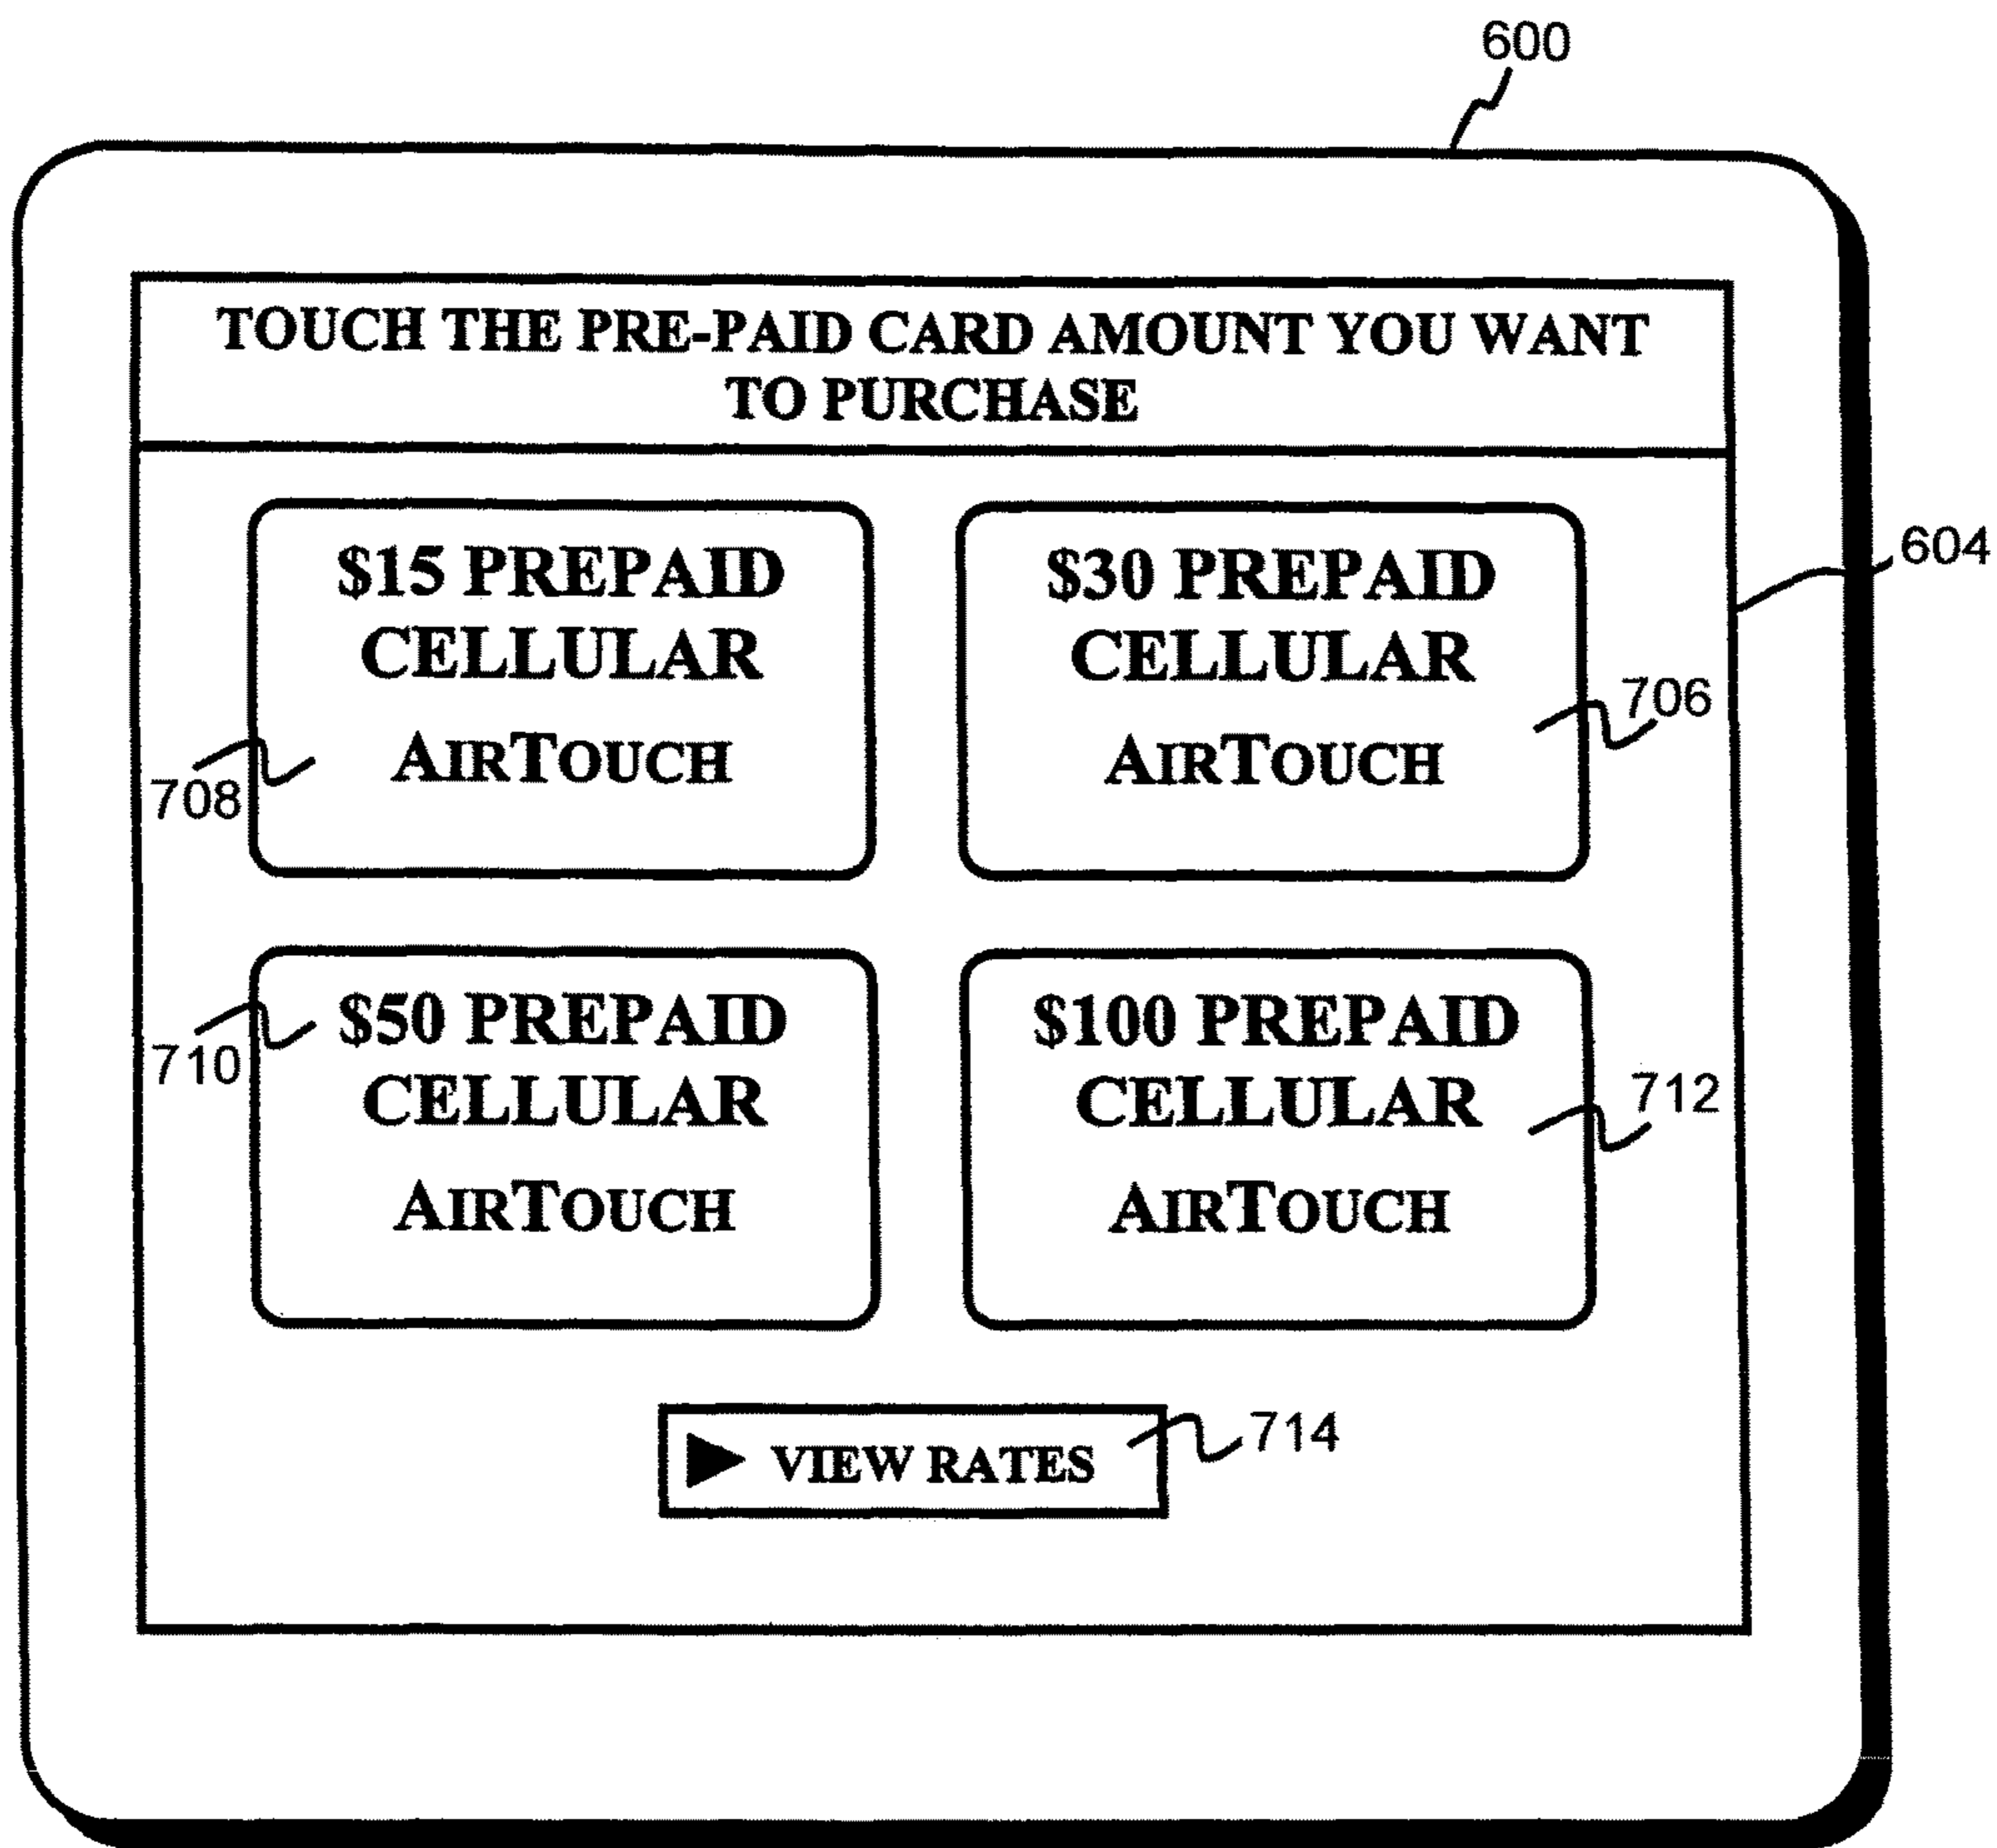 600
TOUCH THE PRE-PAID CARD AMOUNT YOU WANT
TO PURCHASE
604
$15 PREPAID
CELLULAR
AIRTOUCH
708
$30 PREPAID
CELLULAR
AIRTOUCH
706
$50 PREPAID
CELLULAR
AIRTOUCH
710
$100 PREPAID
CELLULAR
AIRTOUCH
712
VIEW RATES
714